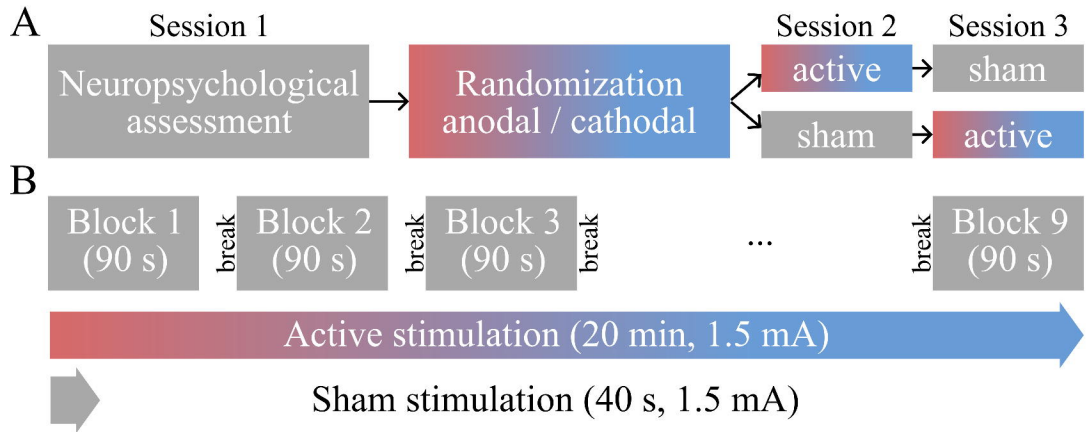 A
Session 1
Session 2
Session 3
Neuropsychological
assessment
Randomization
anodal / cathodal
active
sham
sham
active
B
Block 1
(90 s)
break
Block 2
(90 s)
break
Block 3
(90 s)
break
...
break
Block 9
(90 s)
Active stimulation (20 min, 1.5 mA)
Sham stimulation (40 s, 1.5 mA)